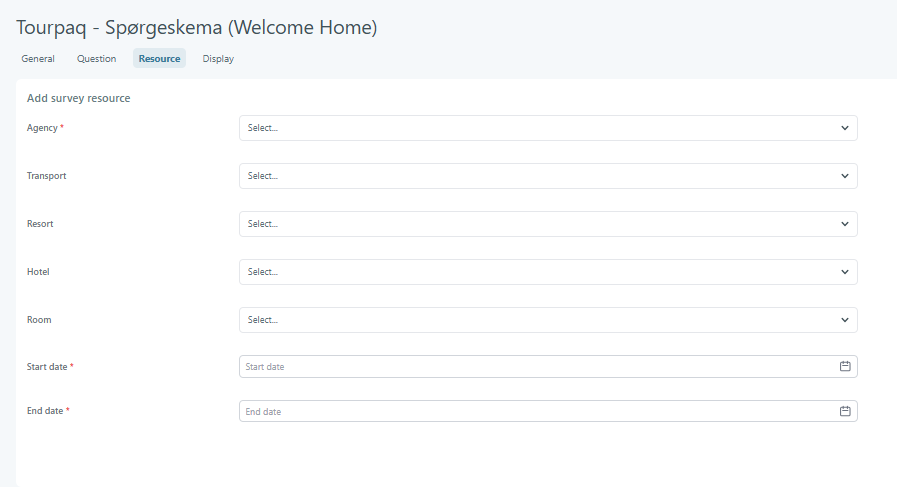 Tourpaq - Spørgeskema (Welcome Home)
General Question Resource Display
Add survey resource
Agency * Select...
Transport Select...
Resort Select...
Hotel Select...
Room Select...
Start date * Start date
End date * End date